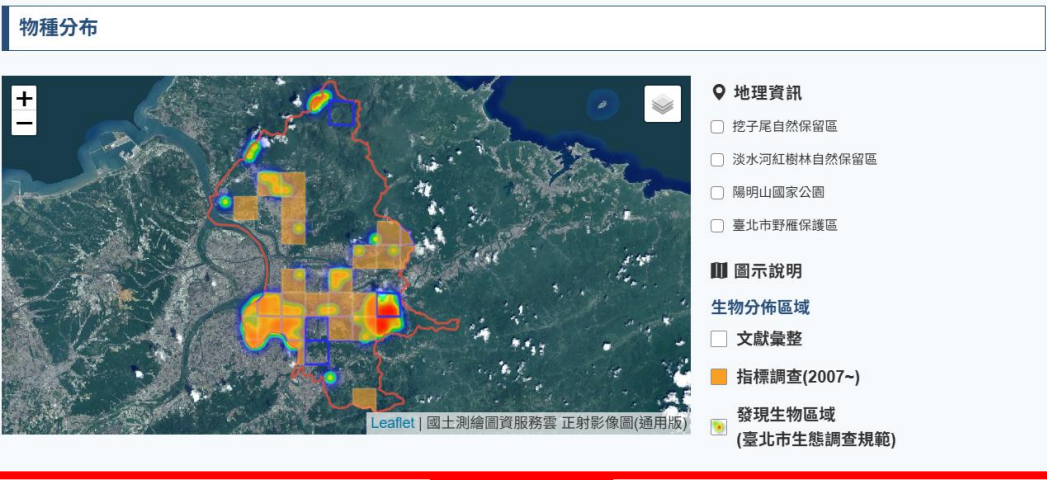 物種分布
+
−
Leaflet | 國土測繪圖資服務雲 正射影像圖(通用版)
地理資訊
挖子尾自然保留區
淡水河紅樹林自然保留區
陽明山國家公園
臺北市野雁保護區
圖示說明
生物分佈區域
文獻彙整
指標調查(2007~)
發現生物區域
(臺北市生態調查規範)